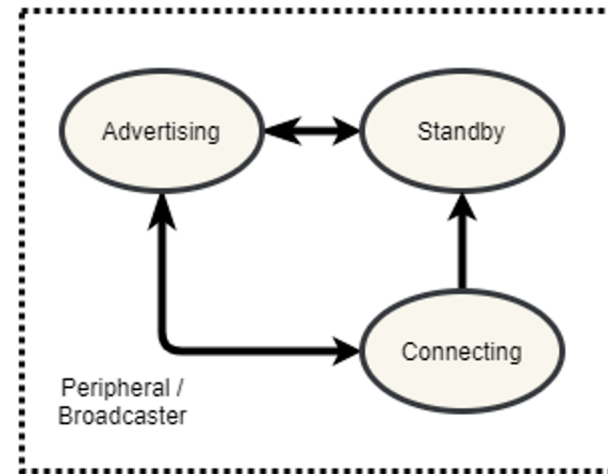 Advertising
Standby
Connecting
Peripheral /
Broadcaster